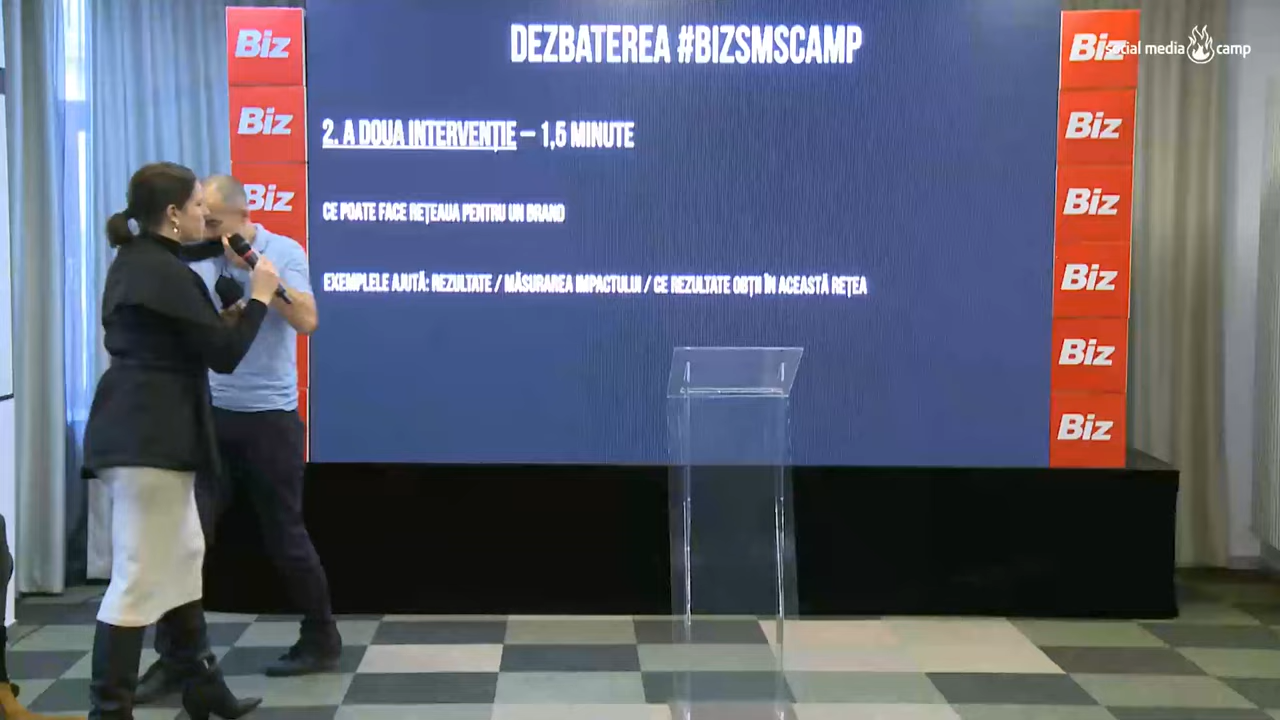 DEZBATEREA #BIZSMSCAMP
2. A DOUA INTERVENȚIE – 1,5 MINUTE
CE POATE FACE REȚEAUA PENTRU UN BRAND
EXEMPLELE AJUTĂ: REZULTATE / MĂSURAREA IMPACTULUI / CE REZULTATE OBȚII ÎN ACEASTĂ REȚEA
Biz
Biz
Biz
Biz
Biz
Biz
Biz
Biz
Biz
social media camp